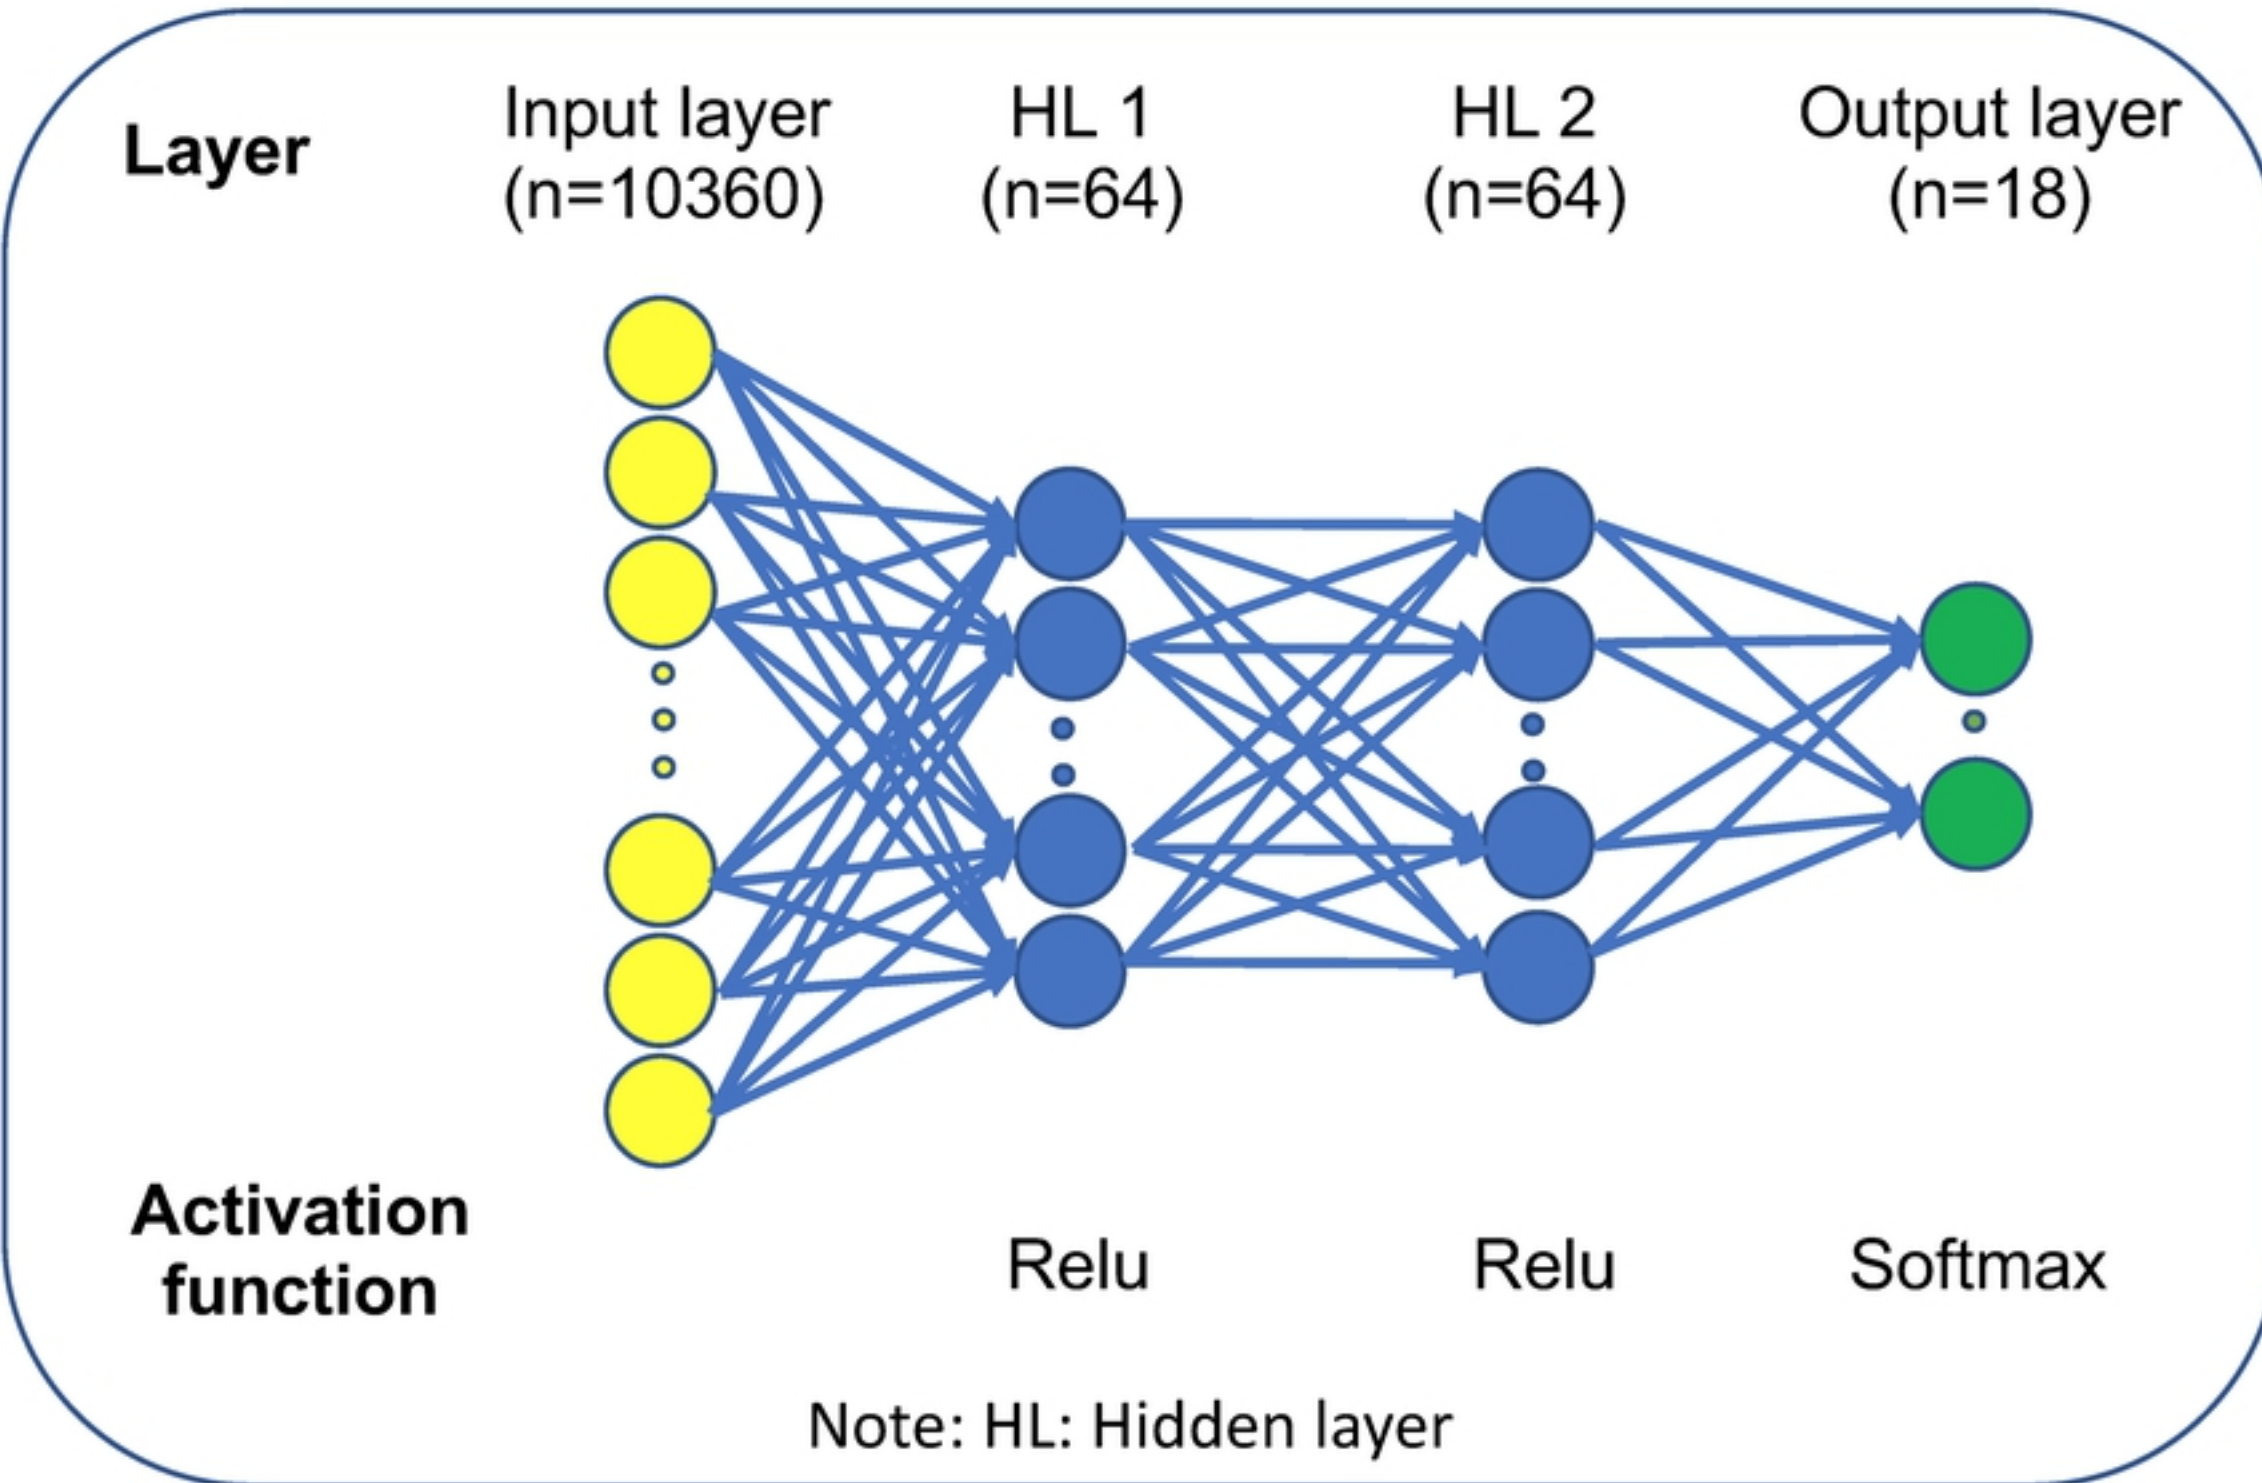 Layer
Input layer
(n=10360)
HL 1
(n=64)
HL 2
(n=64)
Output layer
(n=18)
Activation
function
Relu
Relu
Softmax
Note: HL: Hidden layer